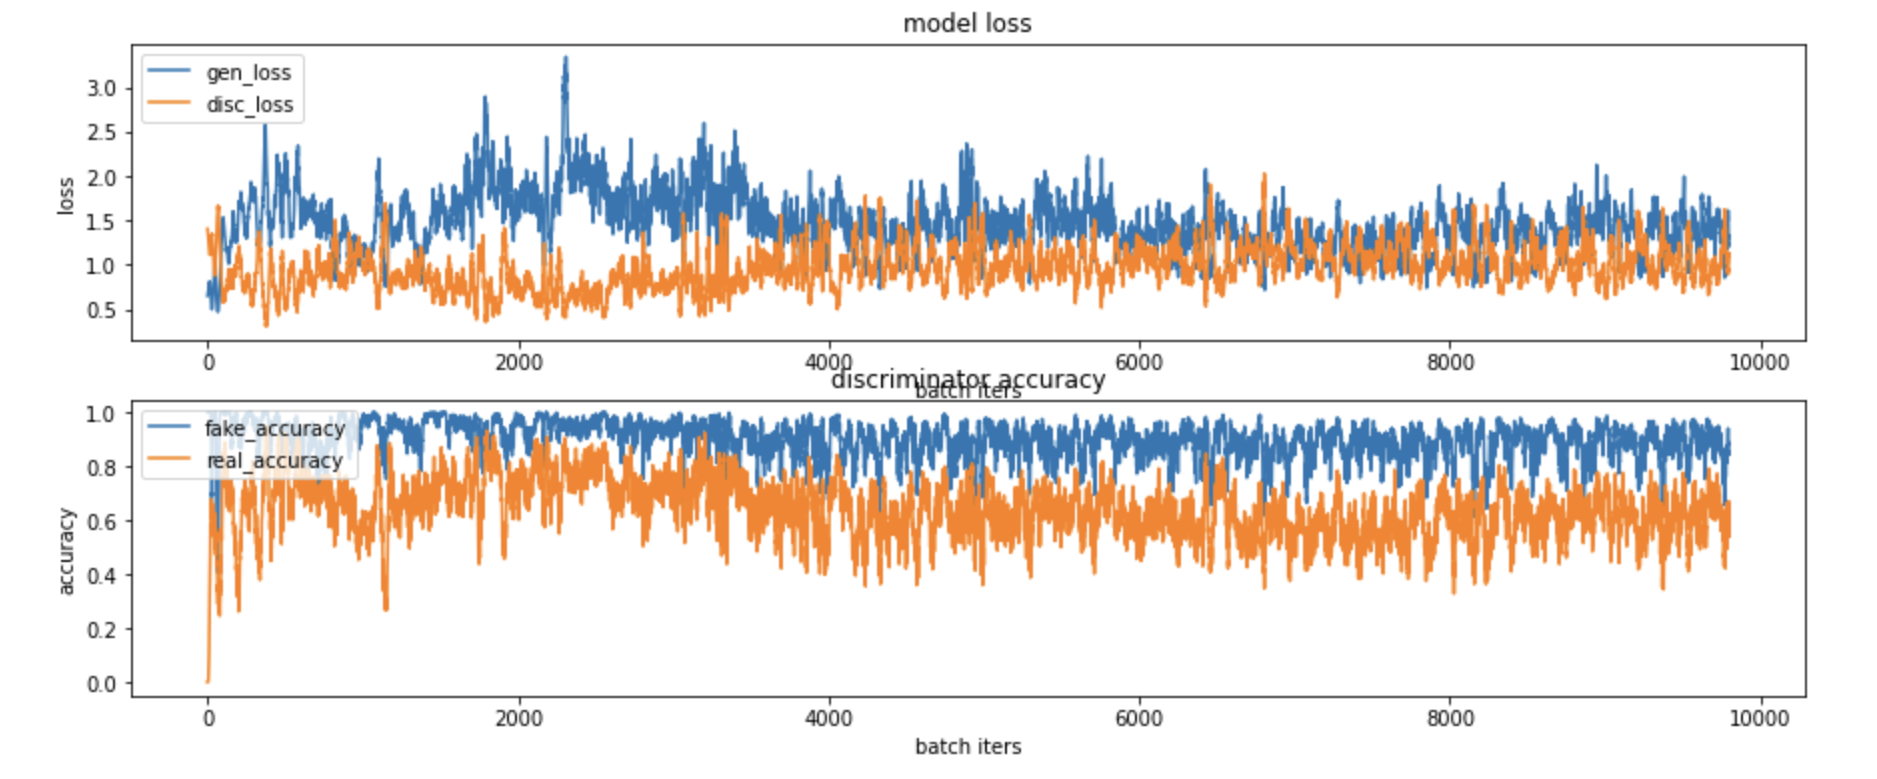 model loss
gen_loss
disc_loss
3.0
2.5
2.0
1.5
1.0
0.5
loss
0 2000 4000 6000 8000 10000
batch iters
discriminator accuracy
fake_accuracy
real_accuracy
1.0
0.8
0.6
0.4
0.2
0.0
accuracy
0 2000 4000 6000 8000 10000
batch iters